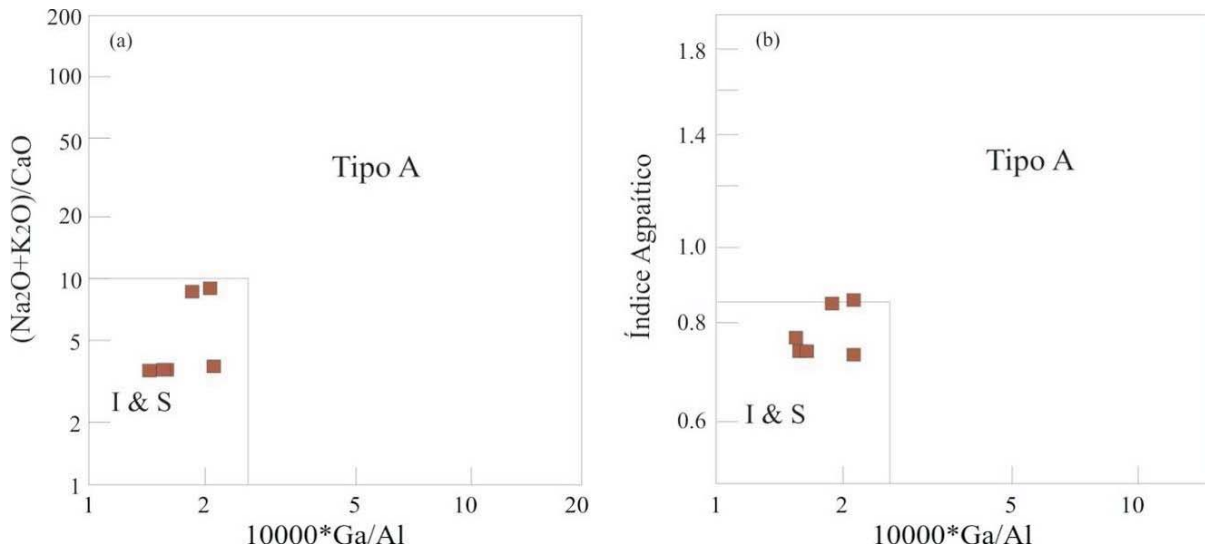 (a)
(Na2O+K2O)/CaO
200
100
50
20
10
5
2
1
Tipo A
I & S
1 2 5 10 20
10000*Ga/Al
(b)
Índice Agpaítico
1.8
1.4
1.0
0.8
0.6
Tipo A
I & S
1 2 5 10
10000*Ga/Al